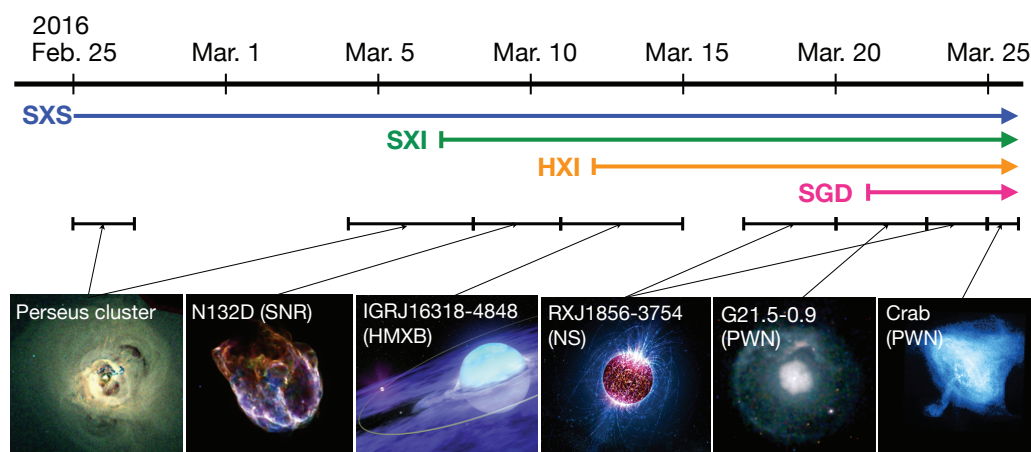 2016
Feb. 25 Mar. 1 Mar. 5 Mar. 10 Mar. 15 Mar. 20 Mar. 25
SXS
SXI
HXI
SGD
Perseus cluster
N132D (SNR)
IGRJ16318-4848
(HMXB)
RXJ1856-3754
(NS)
G21.5-0.9
(PWN)
Crab
(PWN)